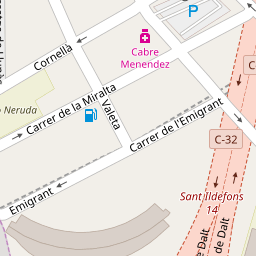 P
Cornellà
Cabre
Menendez
Neruda
Carrer de la Miralta
Valeta
Carrer de l'Emigrant
C-32
Emigrant
Sant Ildefons
14
de Dalt
de Dalt